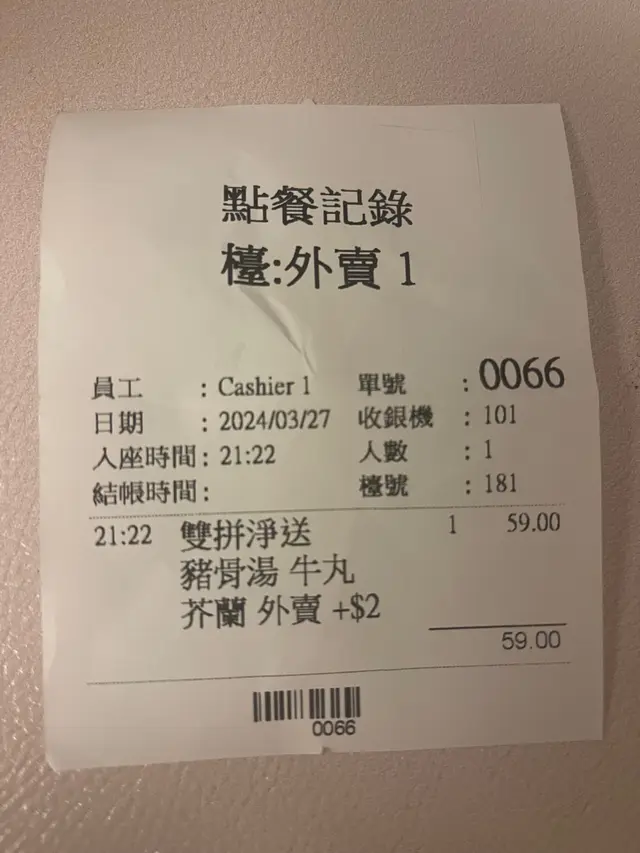 點餐記錄
檯:外賣 1
員工 : Cashier 1 單號 : 0066
日期 : 2024/03/27 收銀機 : 101
入座時間 : 21:22 人數 : 1
結帳時間 : 檯號 : 181
21:22 雙拼淨送 1 59.00
豬骨湯 牛丸
芥蘭 外賣 +$2
59.00
0066